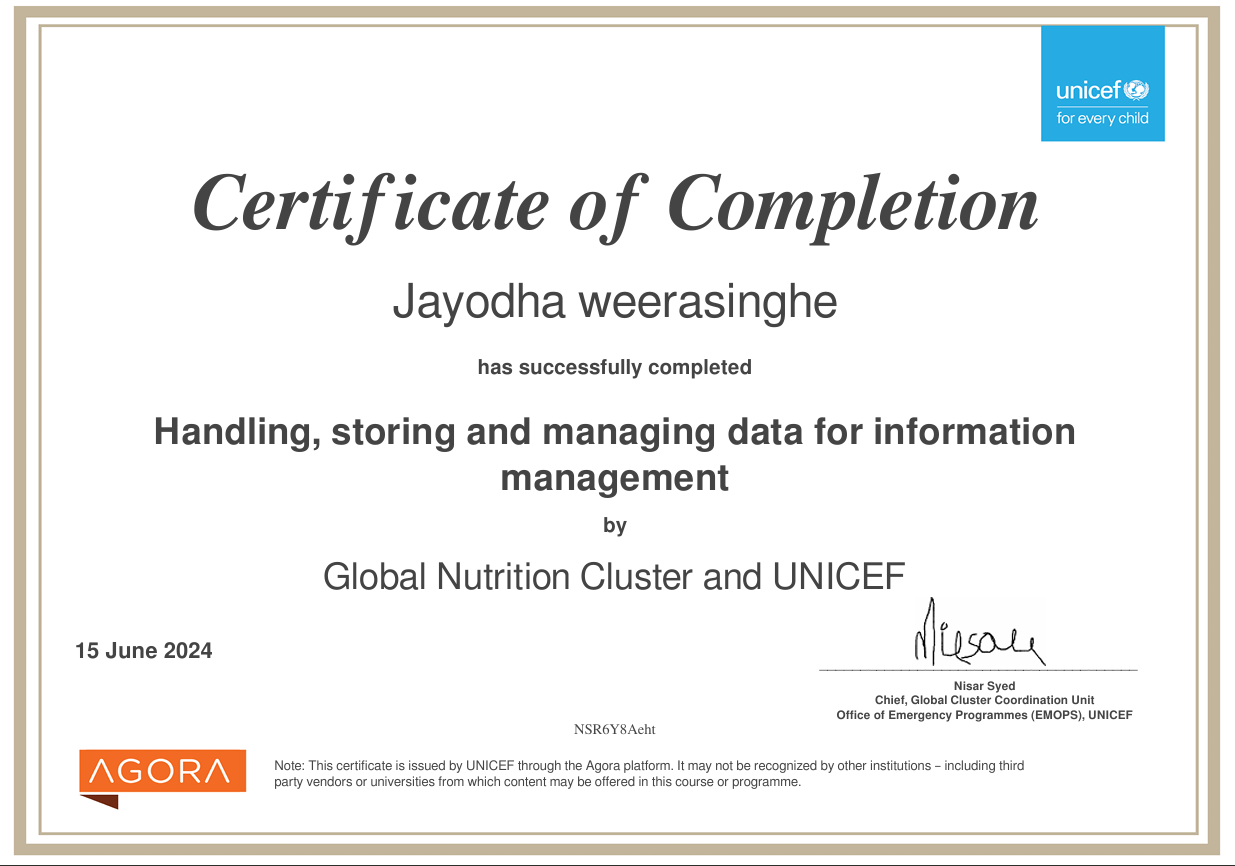 unicef
for every child
Certificate of Completion
Jayodha weerasinghe
has successfully completed
Handling, storing and managing data for information
management
by
Global Nutrition Cluster and UNICEF
15 June 2024
Nisar Syed
Chief, Global Cluster Coordination Unit
Office of Emergency Programmes (EMOPS), UNICEF
NSR6Y8Aeht
AGORA
Note: This certificate is issued by UNICEF through the Agora platform. It may not be recognized by other institutions – including third
party vendors or universities from which content may be offered in this course or programme.